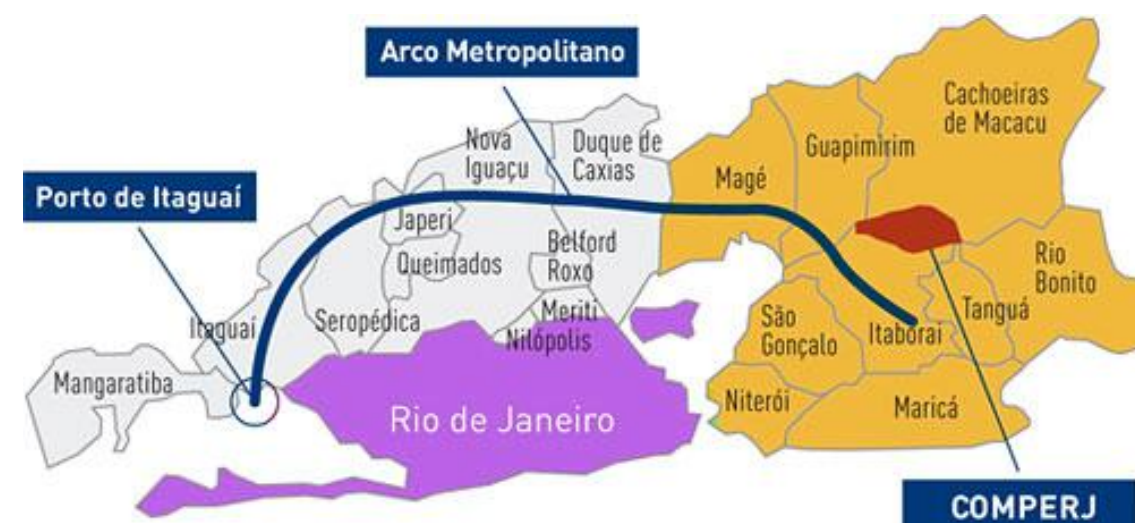 Arco Metropolitano
Porto de Itaguaí
Nova
Iguaçu
Duque de
Caxias
Magé
Guapimirim
Cachoeiras
de Macacu
Japeri
Queimados
Belford
Roxo
Rio
Bonito
Itaguaí
Seropédica
Meriti
Nilópolis
São
Gonçalo
Itaboraí
Tanguá
Mangaratiba
Rio de Janeiro
Niterói
Maricá
COMPERJ